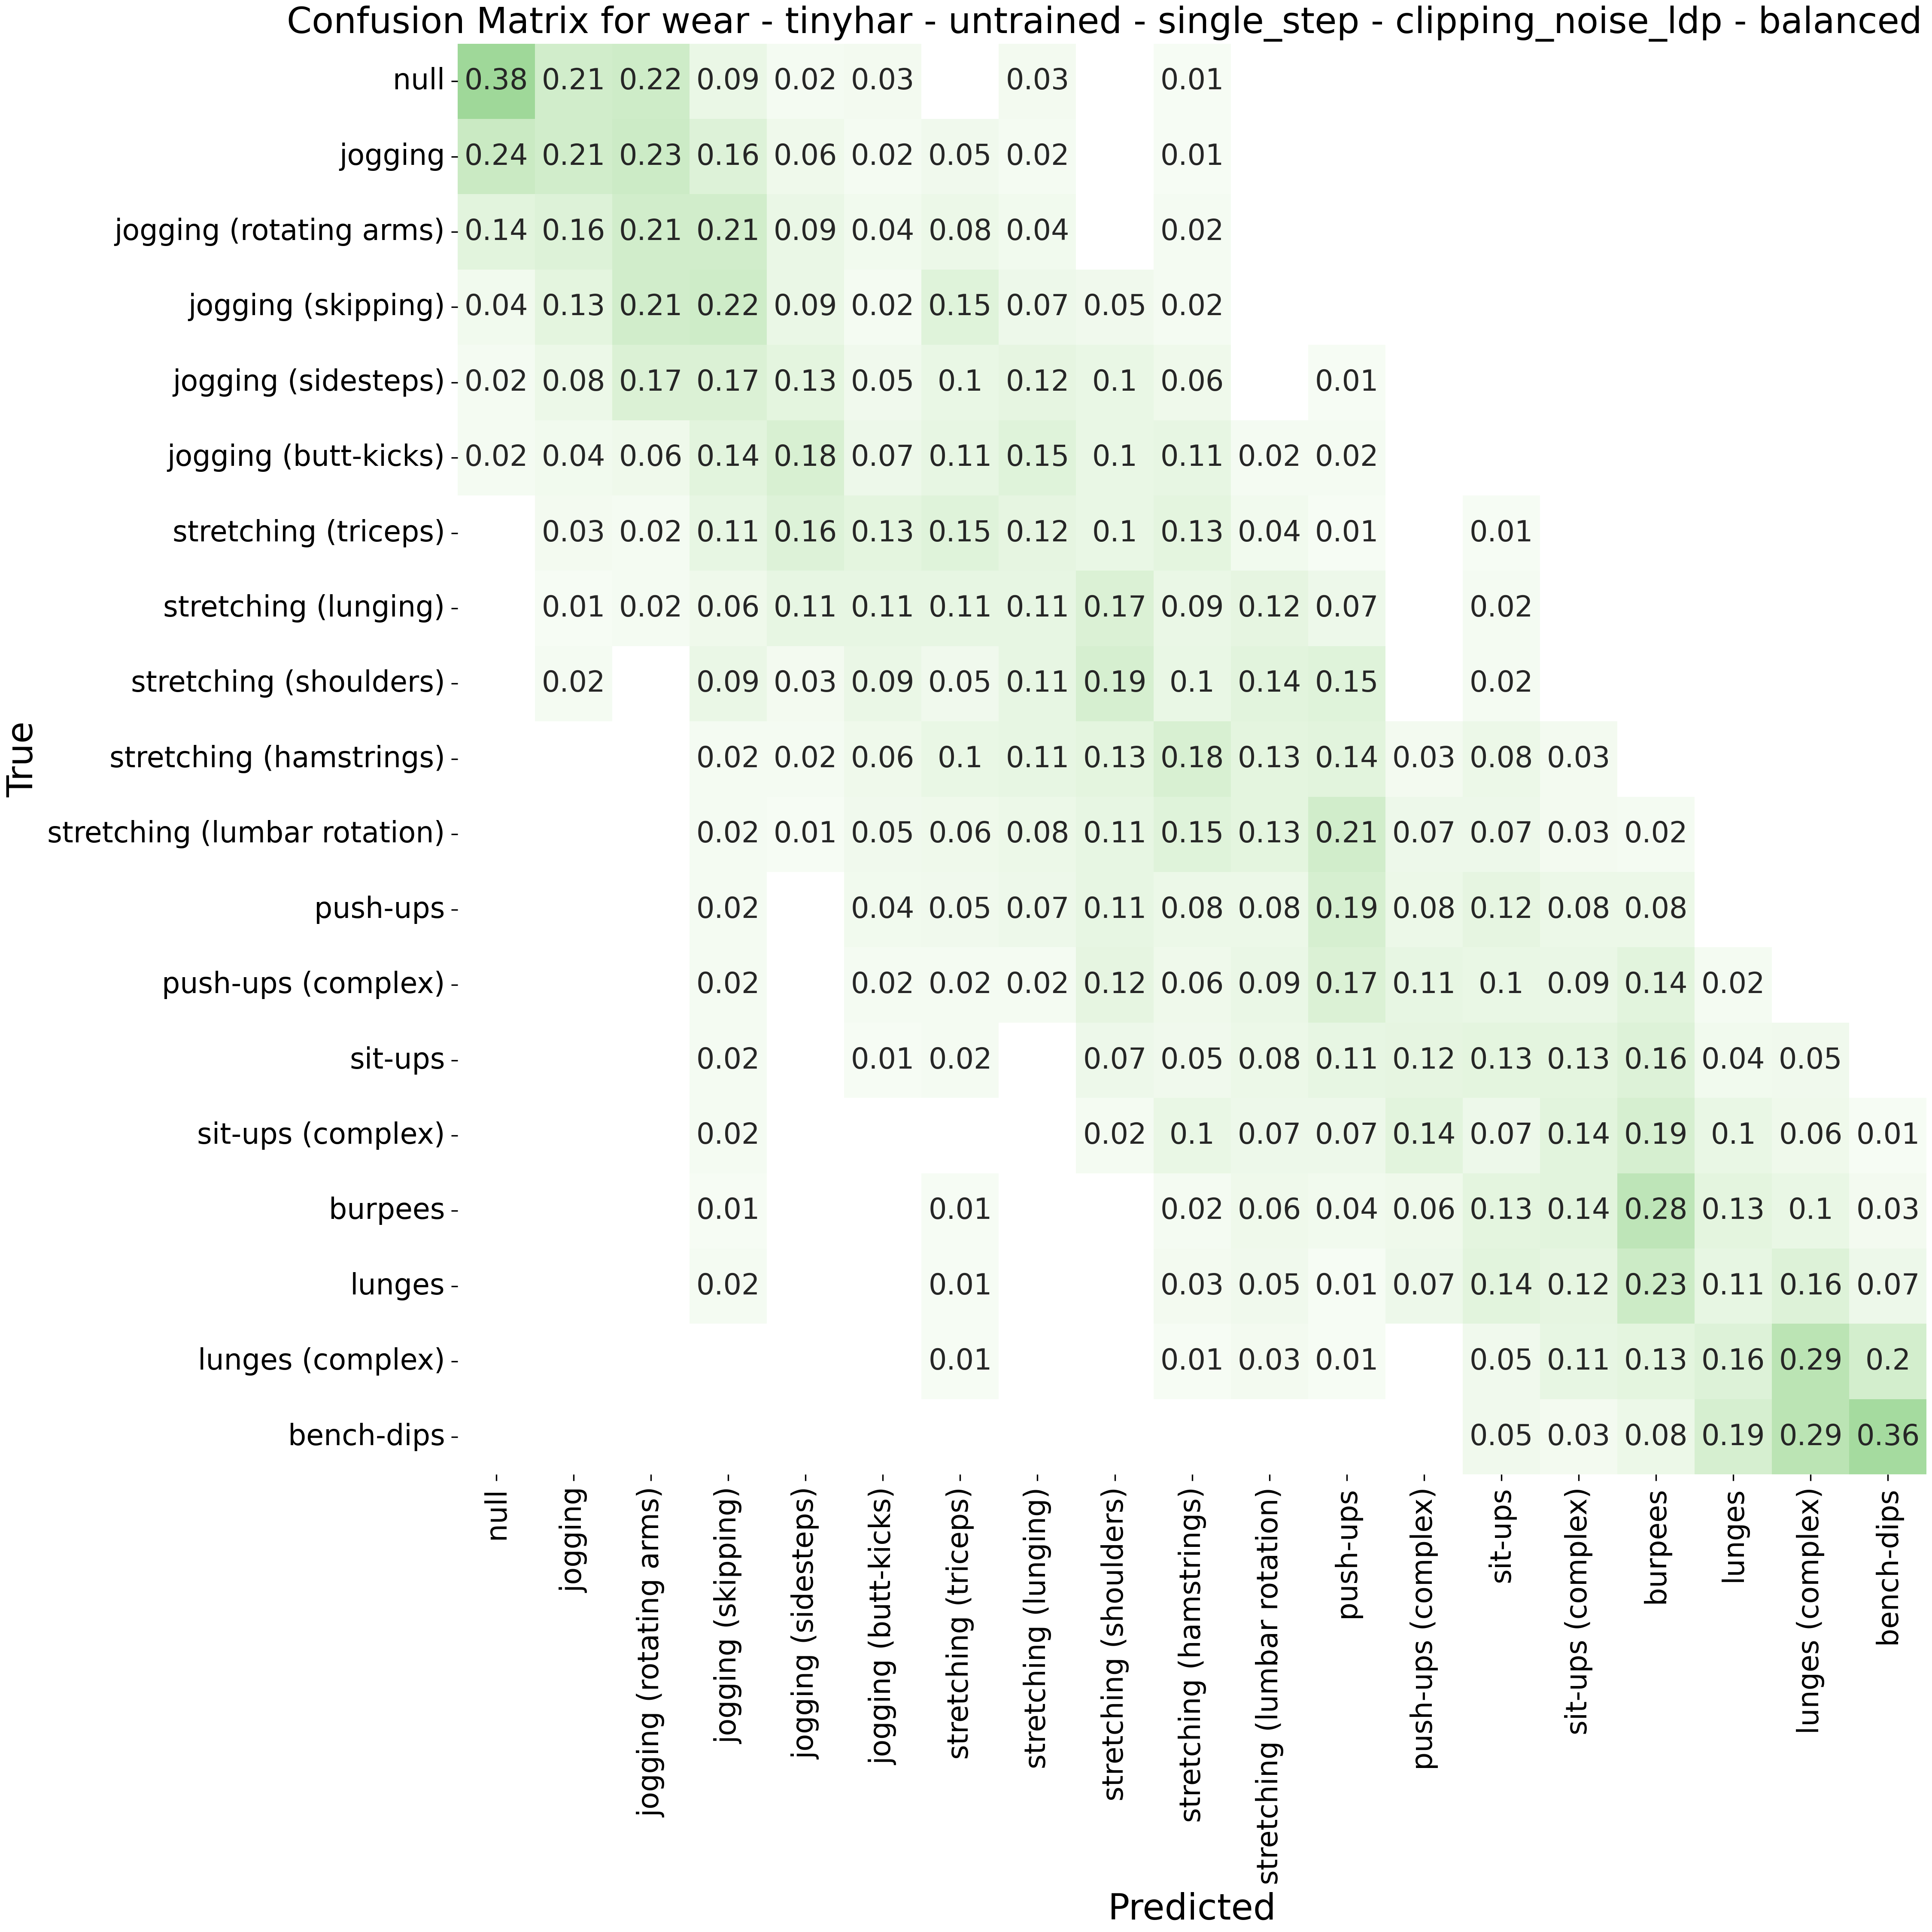 Confusion Matrix for wear - tinyhar - untrained - single_step - clipping_noise_ldp - balanced
null 0.38 0.21 0.22 0.09 0.02 0.03 0.03 0.01
jogging 0.24 0.21 0.23 0.16 0.06 0.02 0.05 0.02 0.01
jogging (rotating arms) 0.14 0.16 0.21 0.21 0.09 0.04 0.08 0.04 0.02
jogging (skipping) 0.04 0.13 0.21 0.22 0.09 0.02 0.15 0.07 0.05 0.02
jogging (sidesteps) 0.02 0.08 0.17 0.17 0.13 0.05 0.1 0.12 0.1 0.06 0.01
jogging (butt-kicks) 0.02 0.04 0.06 0.14 0.18 0.07 0.11 0.15 0.1 0.11 0.02 0.02
stretching (triceps) 0.03 0.02 0.11 0.16 0.13 0.15 0.12 0.1 0.13 0.04 0.01 0.01
stretching (lunging) 0.01 0.02 0.06 0.11 0.11 0.11 0.11 0.17 0.09 0.12 0.07 0.02
stretching (shoulders) 0.02 0.09 0.03 0.09 0.05 0.11 0.19 0.1 0.14 0.15 0.02
stretching (hamstrings) 0.02 0.02 0.06 0.1 0.11 0.13 0.18 0.13 0.14 0.03 0.08 0.03
stretching (lumbar rotation) 0.02 0.01 0.05 0.06 0.08 0.11 0.15 0.13 0.21 0.07 0.07 0.03 0.02
push-ups 0.02 0.04 0.05 0.07 0.11 0.08 0.08 0.19 0.08 0.12 0.08 0.08
push-ups (complex) 0.02 0.02 0.02 0.02 0.12 0.06 0.09 0.17 0.11 0.1 0.09 0.14 0.02
sit-ups 0.02 0.01 0.02 0.07 0.05 0.08 0.11 0.12 0.13 0.13 0.16 0.04 0.05
sit-ups (complex) 0.02 0.02 0.1 0.07 0.07 0.14 0.07 0.14 0.19 0.1 0.06 0.01
burpees 0.01 0.01 0.02 0.06 0.04 0.06 0.13 0.14 0.28 0.13 0.1 0.03
lunges 0.02 0.01 0.03 0.05 0.01 0.07 0.14 0.12 0.23 0.11 0.16 0.07
lunges (complex) 0.01 0.01 0.03 0.01 0.05 0.11 0.13 0.16 0.29 0.2
bench-dips 0.05 0.03 0.08 0.19 0.29 0.36
True
null
jogging
jogging (rotating arms)
jogging (skipping)
jogging (sidesteps)
jogging (butt-kicks)
stretching (triceps)
stretching (lunging)
stretching (shoulders)
stretching (hamstrings)
stretching (lumbar rotation)
push-ups
push-ups (complex)
sit-ups
sit-ups (complex)
burpees
lunges
lunges (complex)
bench-dips
Predicted